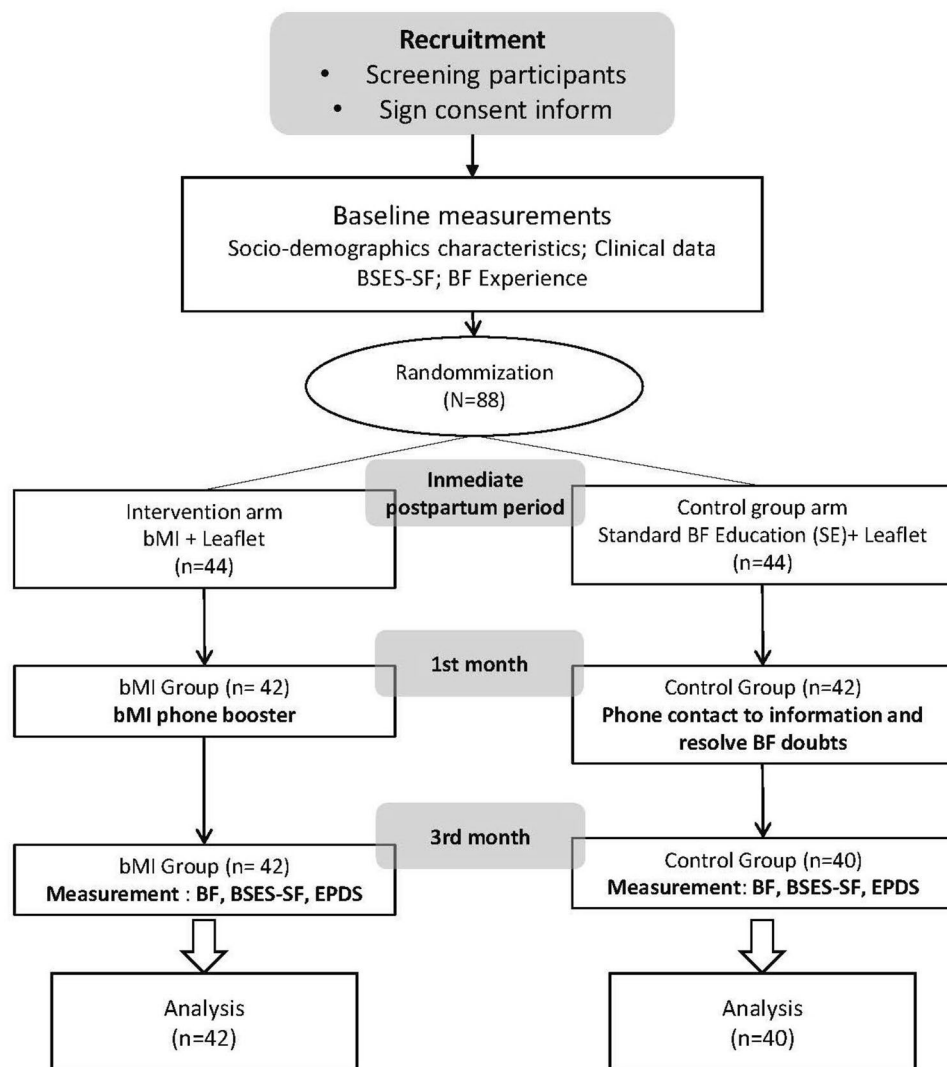 Recruitment
• Screening participants
• Sign consent inform
Baseline measurements
Socio-demographics characteristics; Clinical data
BSES-SF; BF Experience
Randommization
(N=88)
Inmediate
postpartum period
Intervention arm
bMI + Leaflet
(n=44)
Control group arm
Standard BF Education (SE)+ Leaflet
(n=44)
1st month
bMI Group (n= 42)
bMI phone booster
Control Group (n=42)
Phone contact to information and
resolve BF doubts
3rd month
bMI Group (n= 42)
Measurement : BF, BSES-SF, EPDS
Control Group (n=40)
Measurement: BF, BSES-SF, EPDS
Analysis
(n=42)
Analysis
(n=40)